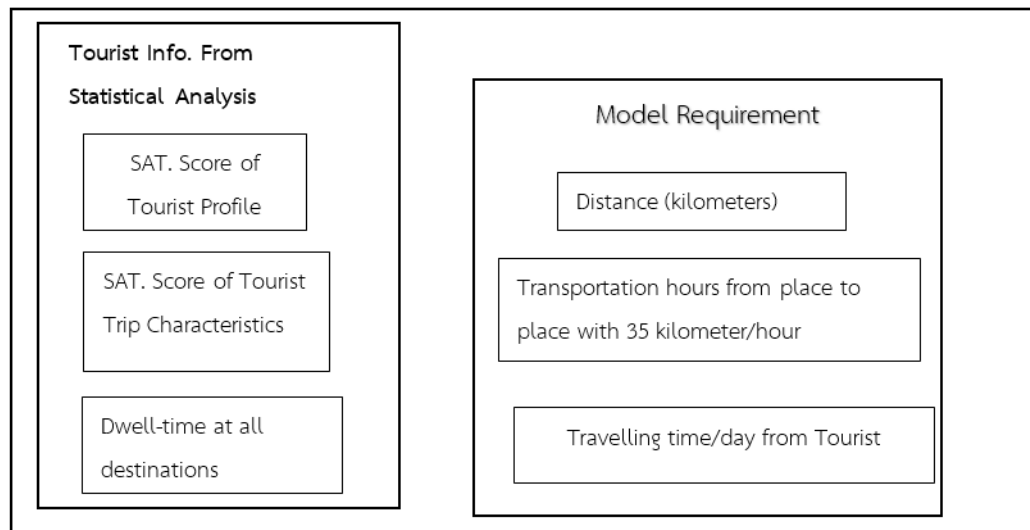 Tourist Info. From
Statistical Analysis
SAT. Score of
Tourist Profile
SAT. Score of Tourist
Trip Characteristics
Dwell-time at all
destinations
Model Requirement
Distance (kilometers)
Transportation hours from place to
place with 35 kilometer/hour
Travelling time/day from Tourist